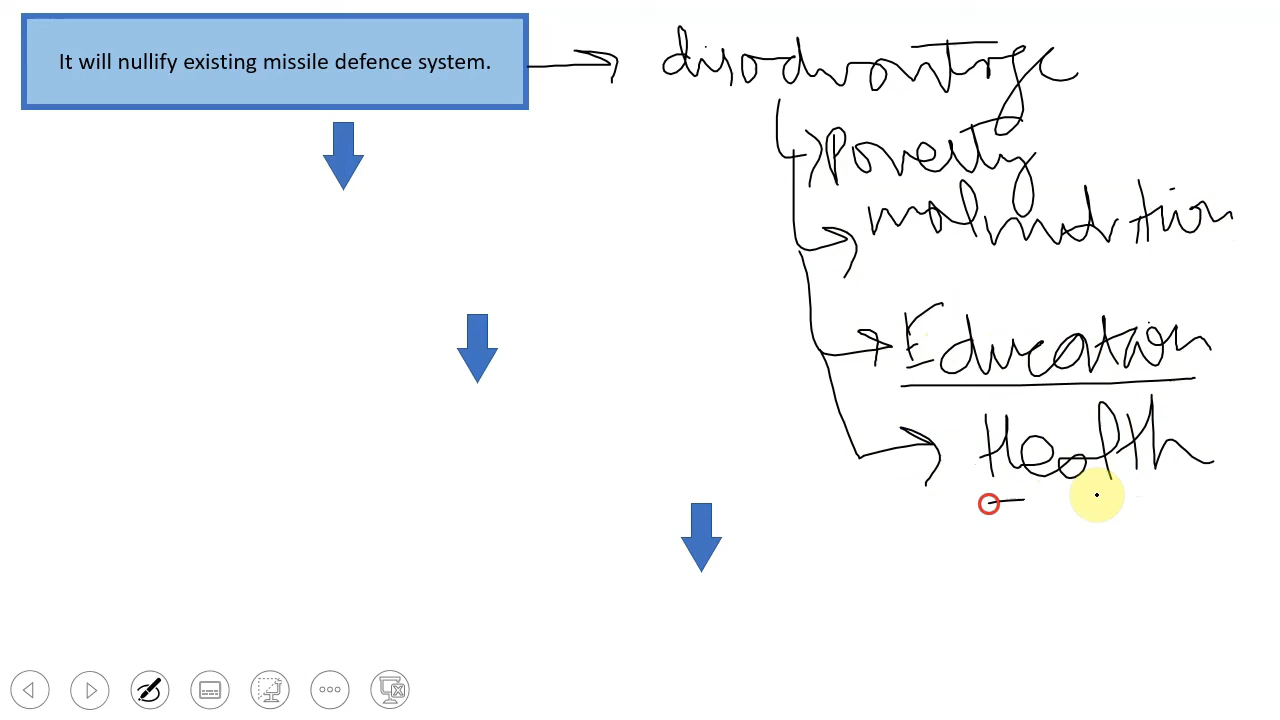 It will nullify existing missile defence system.
disadvantage
Poverty
malnutrition
Education
Health